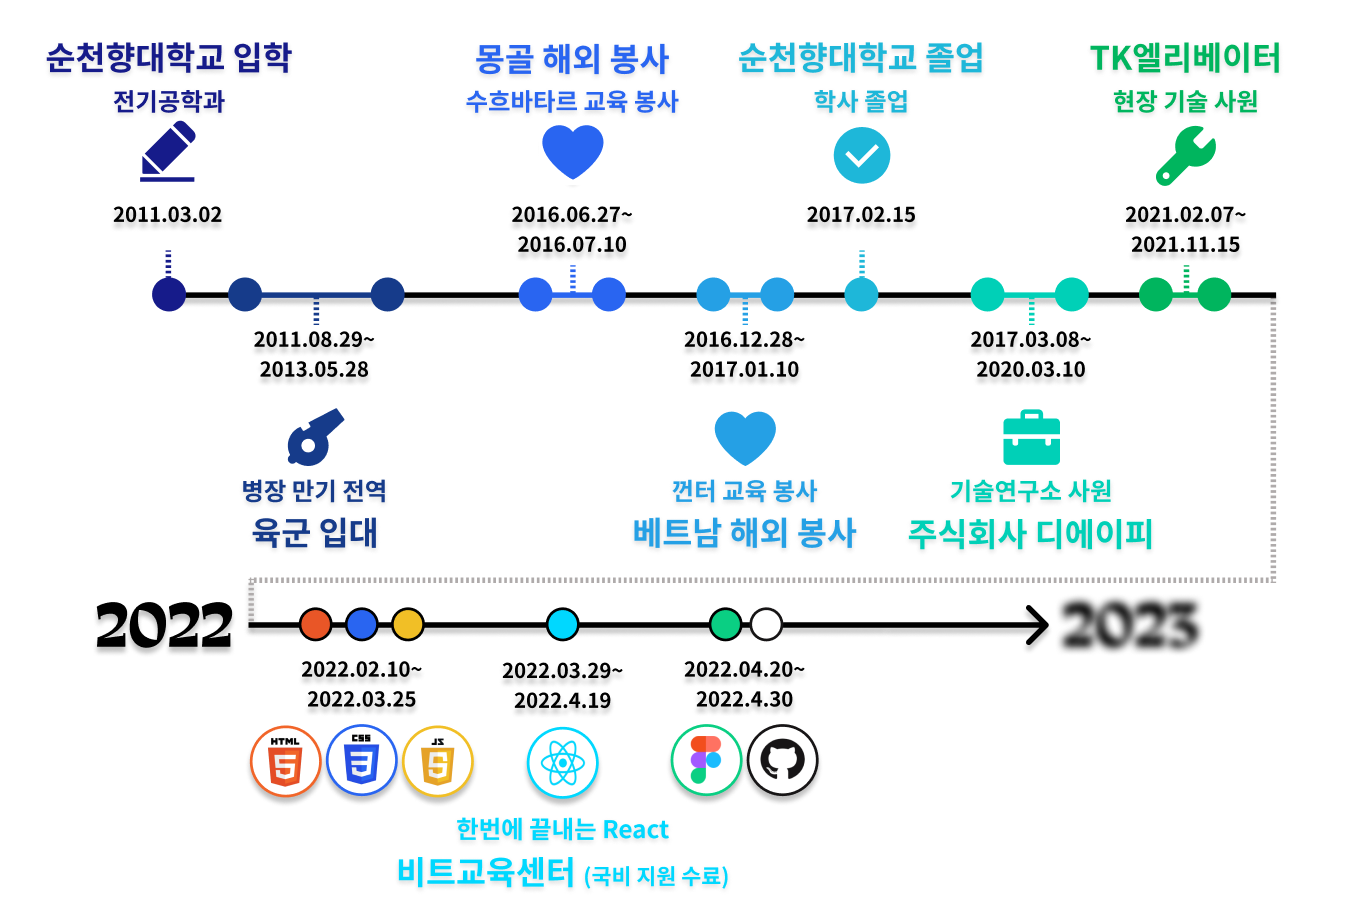 순천향대학교 입학
전기공학과
2011.03.02
몽골 해외 봉사
수흐바타르 교육 봉사
2016.06.27~
2016.07.10
순천향대학교 졸업
학사 졸업
2017.02.15
TK엘리베이터
현장 기술 사원
2021.02.07~
2021.11.15
2011.08.29~
2013.05.28
병장 만기 전역
육군 입대
2016.12.28~
2017.01.10
껀터 교육 봉사
베트남 해외 봉사
2017.03.08~
2020.03.10
기술연구소 사원
주식회사 디에이피
2022
2023
2022.02.10~
2022.03.25
HTML
5
CSS
3
JS
5
2022.03.29~
2022.4.19
2022.04.20~
2022.4.30
한번에 끝내는 React
비트교육센터 (국비 지원 수료)